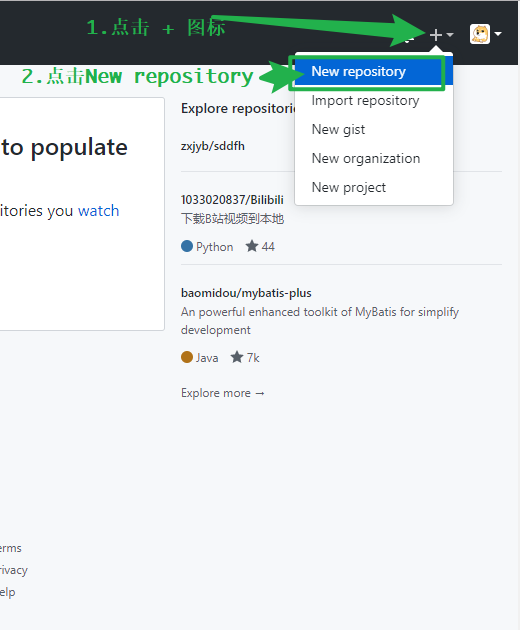 1.点击 + 图标
2.点击New repository
New repository
Import repository
New gist
New organization
New project
to populate
itories you watch
Explore repositorie
zxjyb/sddfh
1033020837/Bilibili
下载B站视频到本地
Python 44
baomidou/mybatis-plus
An powerful enhanced toolkit of MyBatis for simplify
development
Java 7k
Explore more →
erms
rivacy
elp